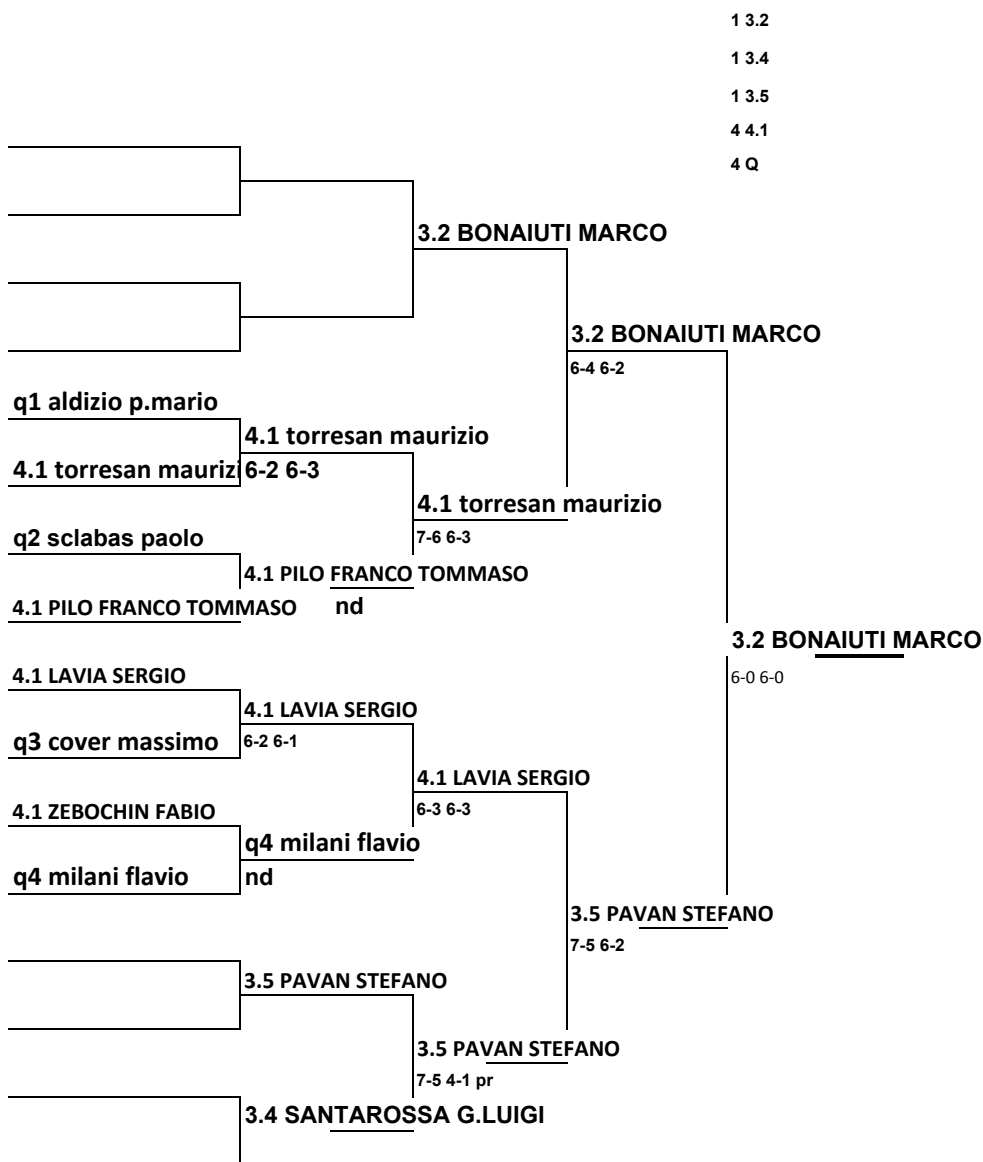 1 3.2
1 3.4
1 3.5
4 4.1
4 Q
3.2 BONAIUTI MARCO
3.2 BONAIUTI MARCO
6-4 6-2
q1 aldizio p.mario
4.1 torresan maurizio
4.1 torresan maurizi
6-2 6-3
4.1 torresan maurizio
7-6 6-3
q2 sclabas paolo
4.1 PILO FRANCO TOMMASO
4.1 PILO FRANCO TOMMASO
nd
3.2 BONAIUTI MARCO
6-0 6-0
4.1 LAVIA SERGIO
4.1 LAVIA SERGIO
q3 cover massimo
6-2 6-1
4.1 LAVIA SERGIO
6-3 6-3
4.1 ZEBOCHIN FABIO
q4 milani flavio
q4 milani flavio
nd
3.5 PAVAN STEFANO
7-5 6-2
3.5 PAVAN STEFANO
3.5 PAVAN STEFANO
7-5 4-1 pr
3.4 SANTAROSSA G.LUIGI